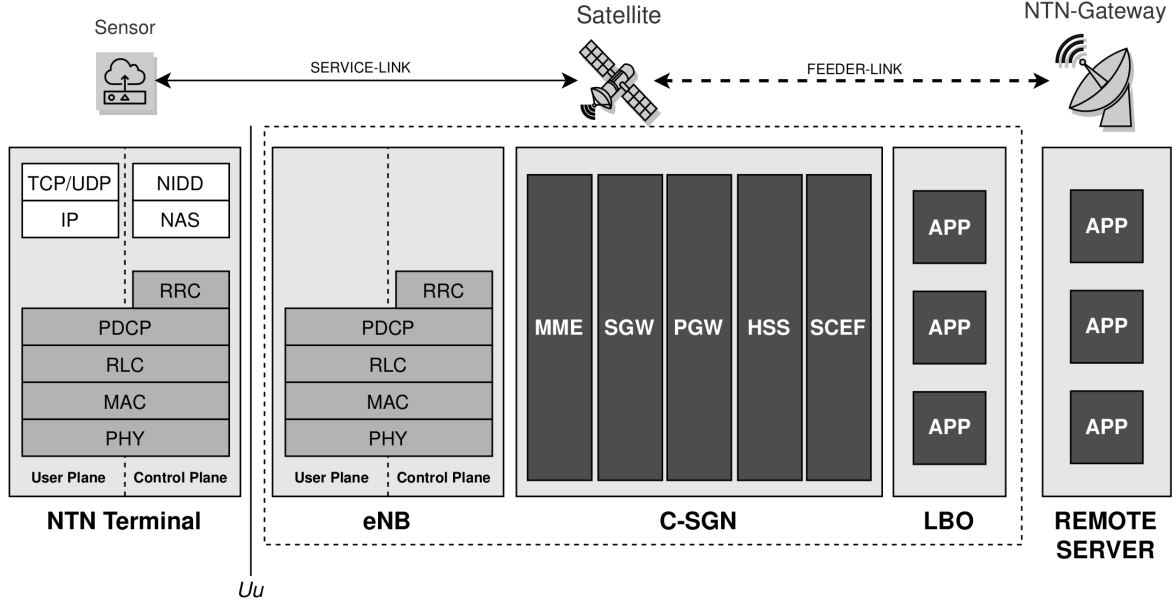 Sensor
Satellite
NTN-Gateway
SERVICE-LINK
FEEDER-LINK
TCP/UDP
NIDD
IP
NAS
RRC
PDCP
RLC
MAC
PHY
User Plane
Control Plane
NTN Terminal
Uu
RRC
PDCP
RLC
MAC
PHY
User Plane
Control Plane
eNB
MME
SGW
PGW
HSS
SCEF
C-SGN
APP
APP
APP
LBO
APP
APP
APP
REMOTE
SERVER